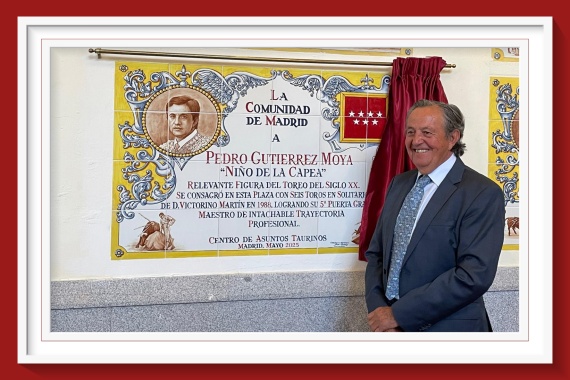 LA
COMUNIDAD
DE MADRID
A
PEDRO GUTIERREZ MOYA
"NIÑO DE LA CAPEA"
RELEVANTE FIGURA DEL TOREO DEL SIGLO XX.
SE CONSAGRÓ EN ESTA PLAZA CON SEIS TOROS EN SOLITARIO
DE D. VICTORINO MARTÍN EN 1988, LOGRANDO SU 5ª PUERTA
MAESTRO DE INTACHABLE TRAYECTORIA
PROFESIONAL.
CENTRO DE ASUNTOS TAURINOS
MADRID, MAYO 2023